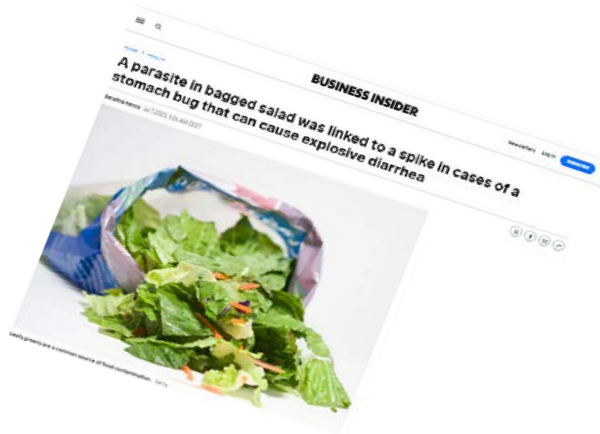 BUSINESS INSIDER
Newsletters Log in Subscribe
A parasite in bagged salad was linked to a spike in cases of a
stomach bug that can cause explosive diarrhea
Leafy greens are a common source of food contamination. Getty